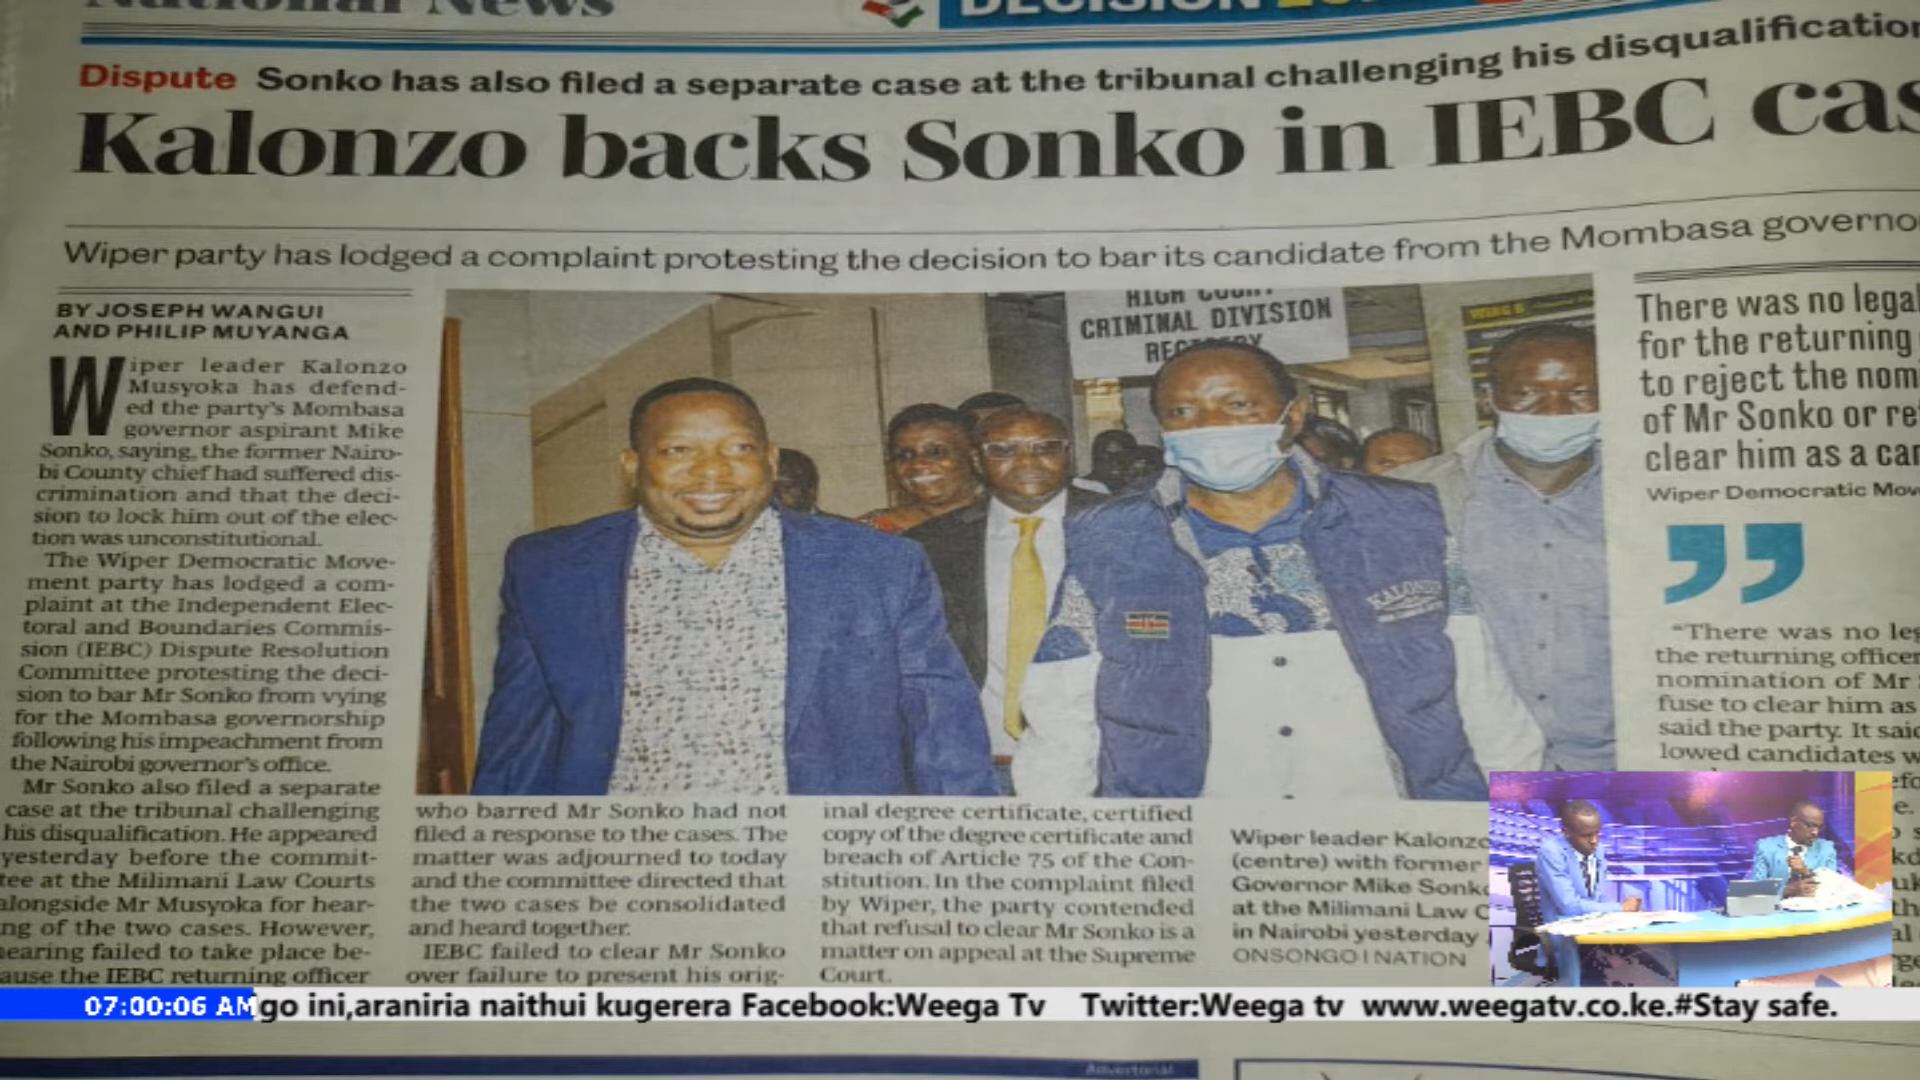 National News
DECISION
Dispute Sonko has also filed a separate case at the tribunal challenging his disqualification
Kalonzo backs Sonko in IEBC
Wiper party has lodged a complaint protesting the decision to bar its candidate from the Mombasa
BY JOSEPH WANGUI
AND PHILIP MUYANGA
Wiper leader Kalonzo
Musyoka has defend-
ed the party's Mombasa
governor aspirant Mike
Sonko, saying, the former Nairo-
bi County chief had suffered dis-
crimination and that the deci-
sion to lock him out of the elec-
tion was unconstitutional.
The Wiper Democratic Move-
ment party has lodged a com-
plaint at the Independent Elec-
toral and Boundaries Commis-
sion (IEBC) Dispute Resolution
Committee protesting the deci-
sion to bar Mr Sonko from vying
for the Mombasa governorship
following his impeachment from
the Nairobi governor's office.
Mr Sonko also filed a separate
case at the tribunal challenging
his disqualification. He appeared
yesterday before the commit-
tee at the Milimani Law Courts
alongside Mr Musyoka for hear-
ing of the two cases. However,
hearing failed to take place be-
cause the IEBC returning officer
HIGH COURT
CRIMINAL DIVISION
REGISTRY
KALONZO
who barred Mr Sonko had not
filed a response to the cases. The
matter was adjourned to today
and the committee directed that
the two cases be consolidated
and heard together.
IEBC failed to clear Mr Sonko
over failure to present his orig-
inal degree certificate, certified
copy of the degree certificate and
breach of Article 75 of the Con-
stitution. In the complaint filed
by Wiper, the party contended
that refusal to clear Mr Sonko is a
matter on appeal at the Supreme
Court.
Wiper leader Kalonzo
(centre) with former
Governor Mike Sonko
at the Milimani Law
in Nairobi yesterday
ONSONGO | NATION
There was no legal
for the returning
to reject the
of Mr Sonko or
clear him as a
Wiper Democratic
”
“There was no
the returning officer
nomination of Mr
fuse to clear him as
said the party. It said
lowed candidates
07:00:06 AM go ini,araniria naithui kugerera Facebook:Weega Tv Twitter:Weega tv www.weegatv.co.ke.#Stay safe.
Advertorial